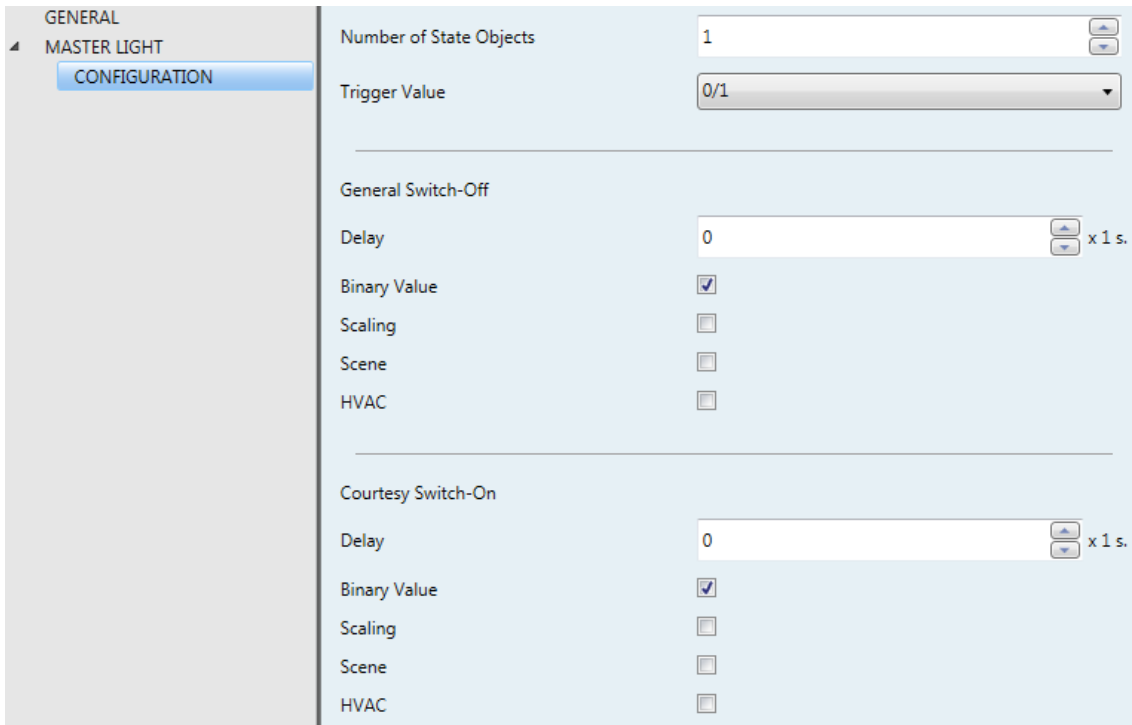 GENERAL
MASTER LIGHT
CONFIGURATION
Number of State Objects 1
Trigger Value 0/1
General Switch-Off
Delay 0 x 1 s.
Binary Value
Scaling
Scene
HVAC
Courtesy Switch-On
Delay 0 x 1 s.
Binary Value
Scaling
Scene
HVAC